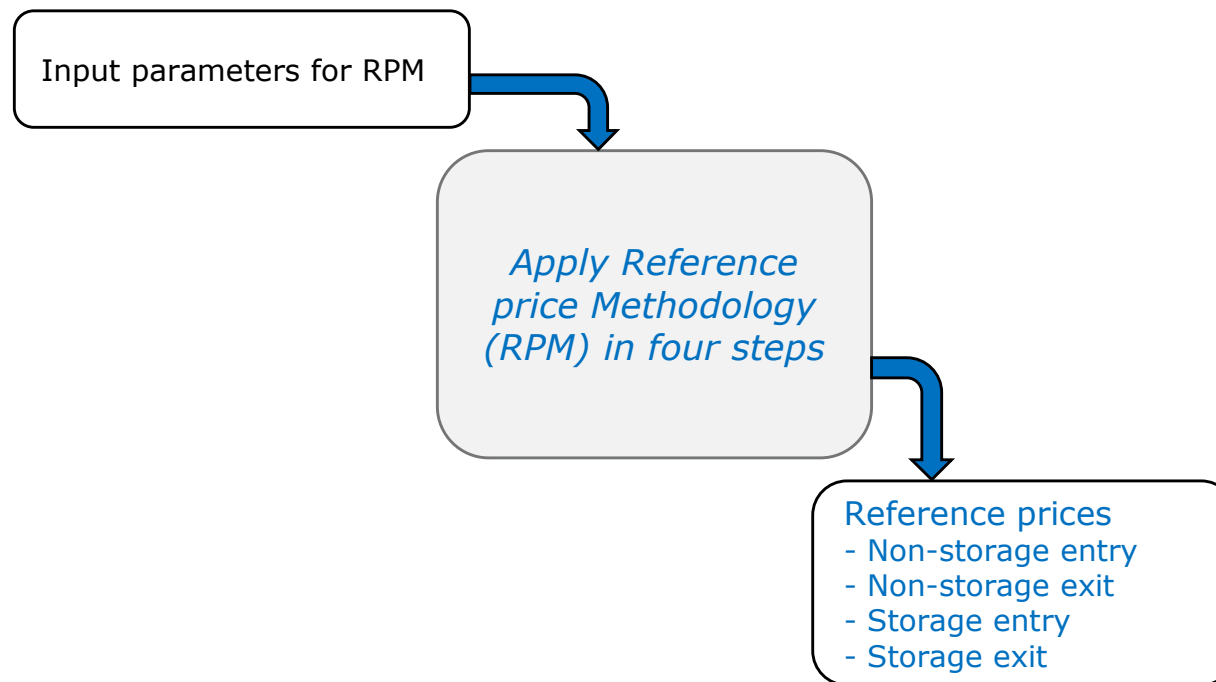 Input parameters for RPM
Apply Reference
price Methodology
(RPM) in four steps
Reference prices
- Non-storage entry
- Non-storage exit
- Storage entry
- Storage exit